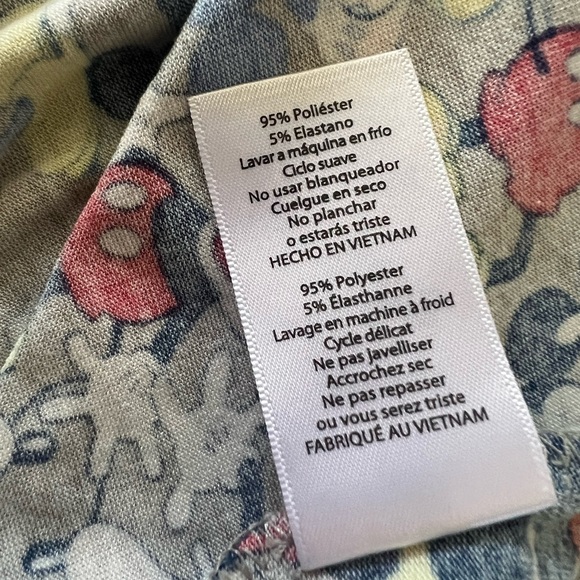 95% Poliéster
5% Elastano
Lavar a máquina en frío
Ciclo suave
No usar blanqueador
Cuelgue en seco
No planchar
o estarás triste
HECHO EN VIETNAM
95% Polyester
5% Élasthanne
Lavage en machine à froid
Cycle délicat
Ne pas Javelliser
Accrochez sec
Ne pas repasser
ou vous serez triste
FABRIQUÉ AU VIETNAM